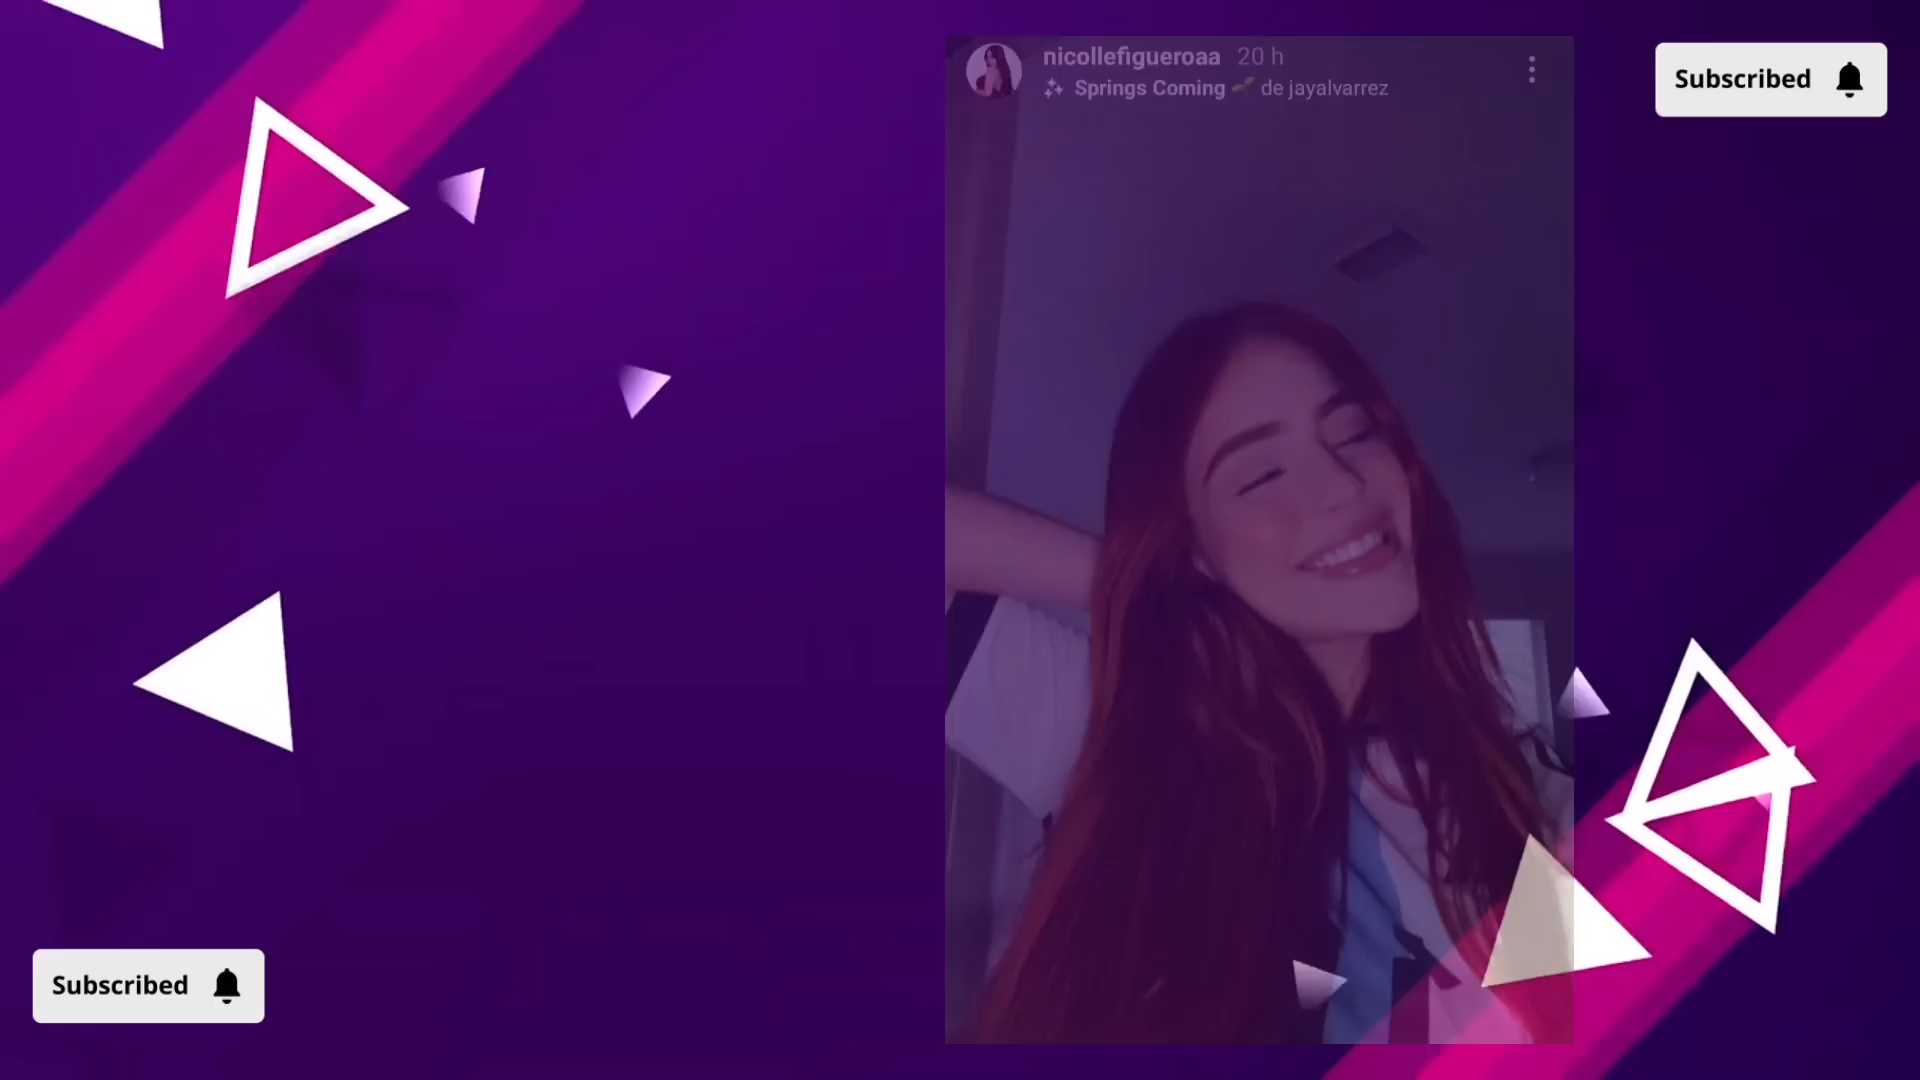 nicollefigueroaa 20 h
Springs Coming 🌱 de jayalvarrez
Subscribed
Subscribed